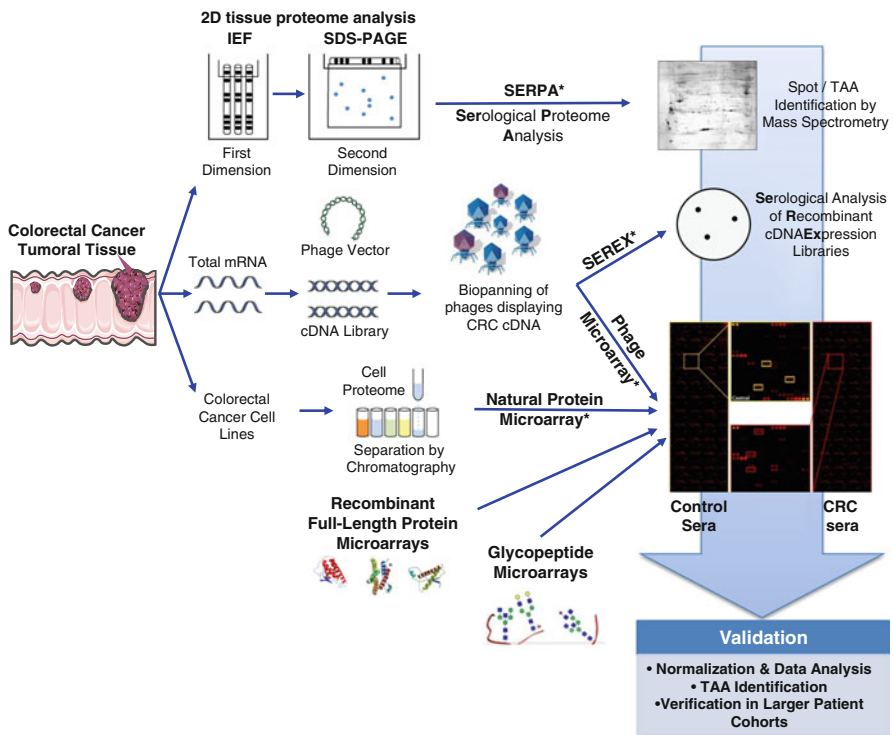 2D tissue proteome analysis
IEF
SDS-PAGE
First
Dimension
Second
Dimension
SERPA*
Serological Proteome
Analysis
Spot / TAA
Identification by
Mass Spectrometry
Colorectal Cancer
Tumoral Tissue
Total mRNA
Phage Vector
cDNA Library
Biopanning of
phages displaying
CRC cDNA
SEREX*
Serological Analysis
of Recombinant
cDNAExpression
Libraries
Phage
Microarray*
Colorectal
Cancer Cell
Lines
Cell
Proteome
Separation by
Chromatography
Natural Protein
Microarray*
Control
Control
Sera
CRC
sera
Recombinant
Full-Length Protein
Microarrays
Glycopeptide
Microarrays
Validation
• Normalization & Data Analysis
• TAA Identification
•Verification in Larger Patient
Cohorts